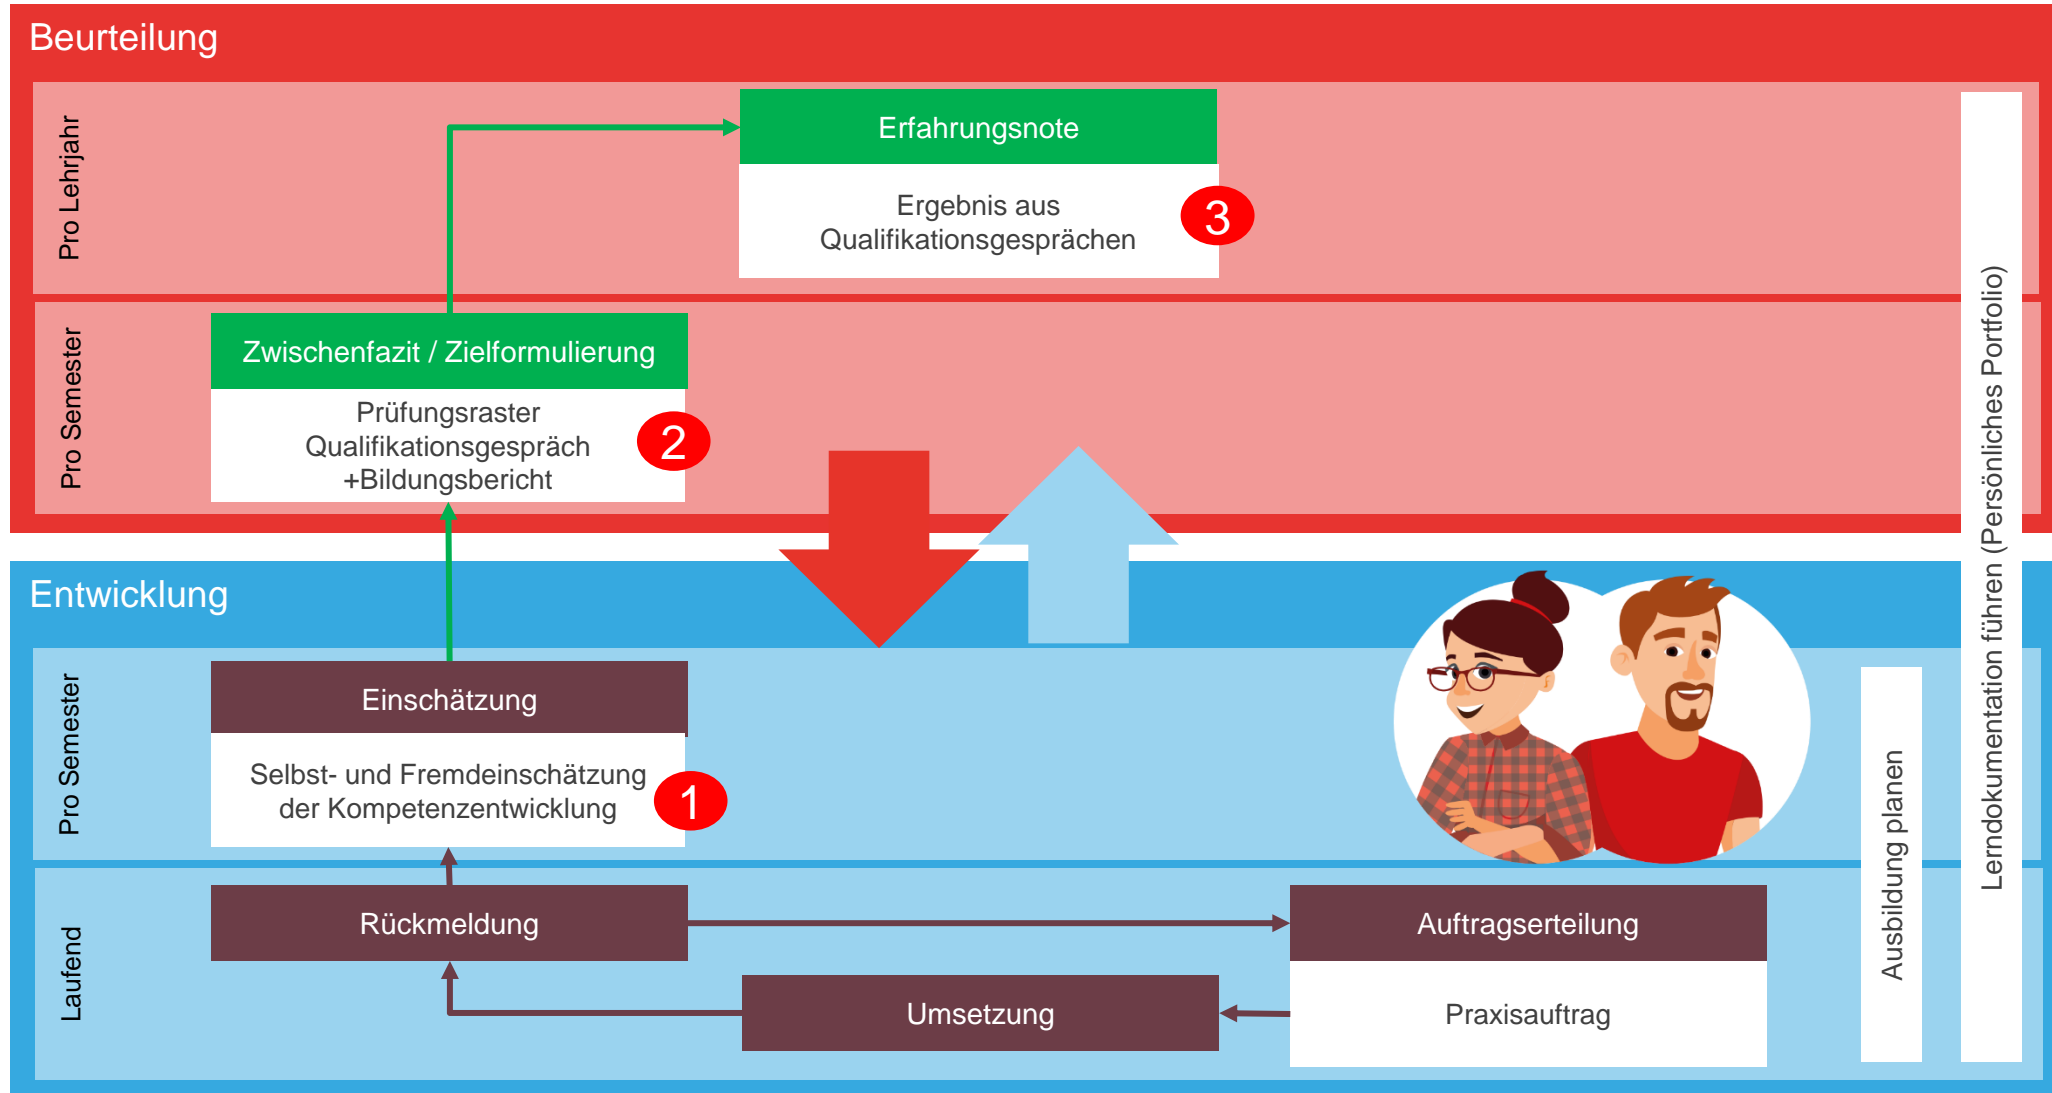 Beurteilung
Pro Lehrjahr
Erfahrungsnote
Ergebnis aus
Qualifikationsgesprächen
3
Pro Semester
Zwischenfazit / Zielformulierung
Prüfungsraster
Qualifikationsgespräch
+Bildungsbericht
2
Entwicklung
Pro Semester
Einschätzung
Selbst- und Fremdeinschätzung
der Kompetenzentwicklung
1
Laufend
Rückmeldung
Auftragserteilung
Umsetzung
Praxisauftrag
Ausbildung planen
Lerndokumentation führen (Persönliches Portfolio)